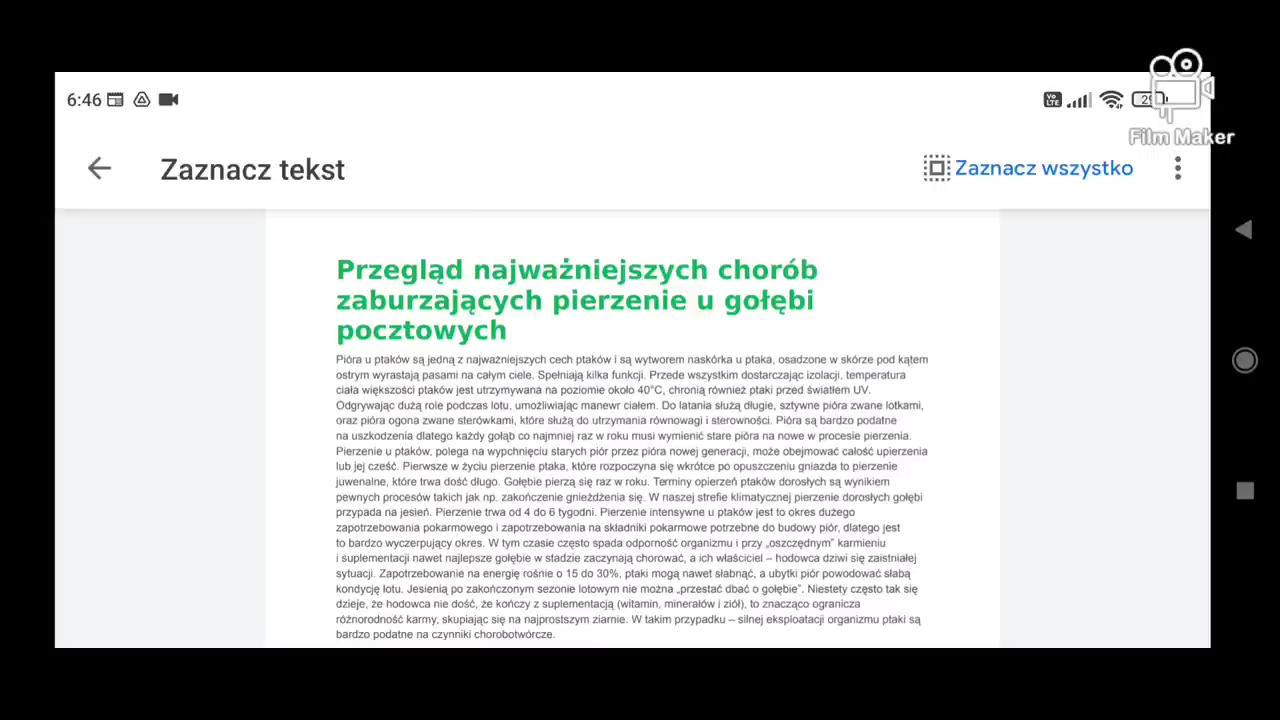 6:46
Vo LTE
29
Film Maker
Zaznacz tekst
Zaznacz wszystko
Przegląd najważniejszych chorób
zaburzających pierzenie u gołębi
pocztowych
Pióra u ptaków są jedną z najważniejszych cech ptaków i są wytworem naskórka u ptaka, osadzone w skórze pod kątem
ostrym wyrastają pasami na całym ciele. Spełniają kilka funkcji. Przede wszystkim dostarczając izolacji, temperatura
ciała większości ptaków jest utrzymywana na poziomie około 40°C, chronią również ptaki przed światłem UV.
Odgrywając dużą role podczas lotu, umożliwiając manewr ciałem. Do latania służą długie, sztywne pióra zwane lotkami,
oraz pióra ogona zwane sterówkami, które służą do utrzymania równowagi i sterowności. Pióra są bardzo podatne
na uszkodzenia dlatego każdy gołąb co najmniej raz w roku musi wymienić stare pióra na nowe w procesie pierzenia.
Pierzenie u ptaków, polega na wypchnięciu starych piór przez pióra nowej generacji, może obejmować całość upierzenia
lub jej cześć. Pierwsze w życiu pierzenie ptaka, które rozpoczyna się wkrótce po opuszczeniu gniazda to pierzenie
juwenalne, które trwa dość długo. Gołębie pierzą się raz w roku. Terminy opierzeń ptaków dorosłych są wynikiem
pewnych procesów takich jak np. zakończenie gnieżdżenia się. W naszej strefie klimatycznej pierzenie dorosłych gołębi
przypada na jesień. Pierzenie trwa od 4 do 6 tygodni. Pierzenie intensywne u ptaków jest to okres dużego
zapotrzebowania pokarmowego i zapotrzebowania na składniki pokarmowe potrzebne do budowy piór, dlatego jest
to bardzo wyczerpujący okres. W tym czasie często spada odporność organizmu i przy „oszczędnym” karmieniu
i suplementacji nawet najlepsze gołębie w stadzie zaczynają chorować, a ich właściciel – hodowca dziwi się zaistniałej
sytuacji. Zapotrzebowanie na energię rośnie o 15 do 30%, ptaki mogą nawet słabnąć, a ubytki piór powodować słabą
kondycję lotu. Jesienią po zakończonym sezonie lotowym nie można „przestać dbać o gołębie”. Niestety często tak się
dzieje, że hodowca nie dość, że kończy z suplementacją (witamin, minerałów i ziół), to znacząco ogranicza
różnorodność karmy, skupiając się na najprostszym ziarnie. W takim przypadku – silnej eksploatacji organizmu ptaki są
bardzo podatne na czynniki chorobotwórcze.